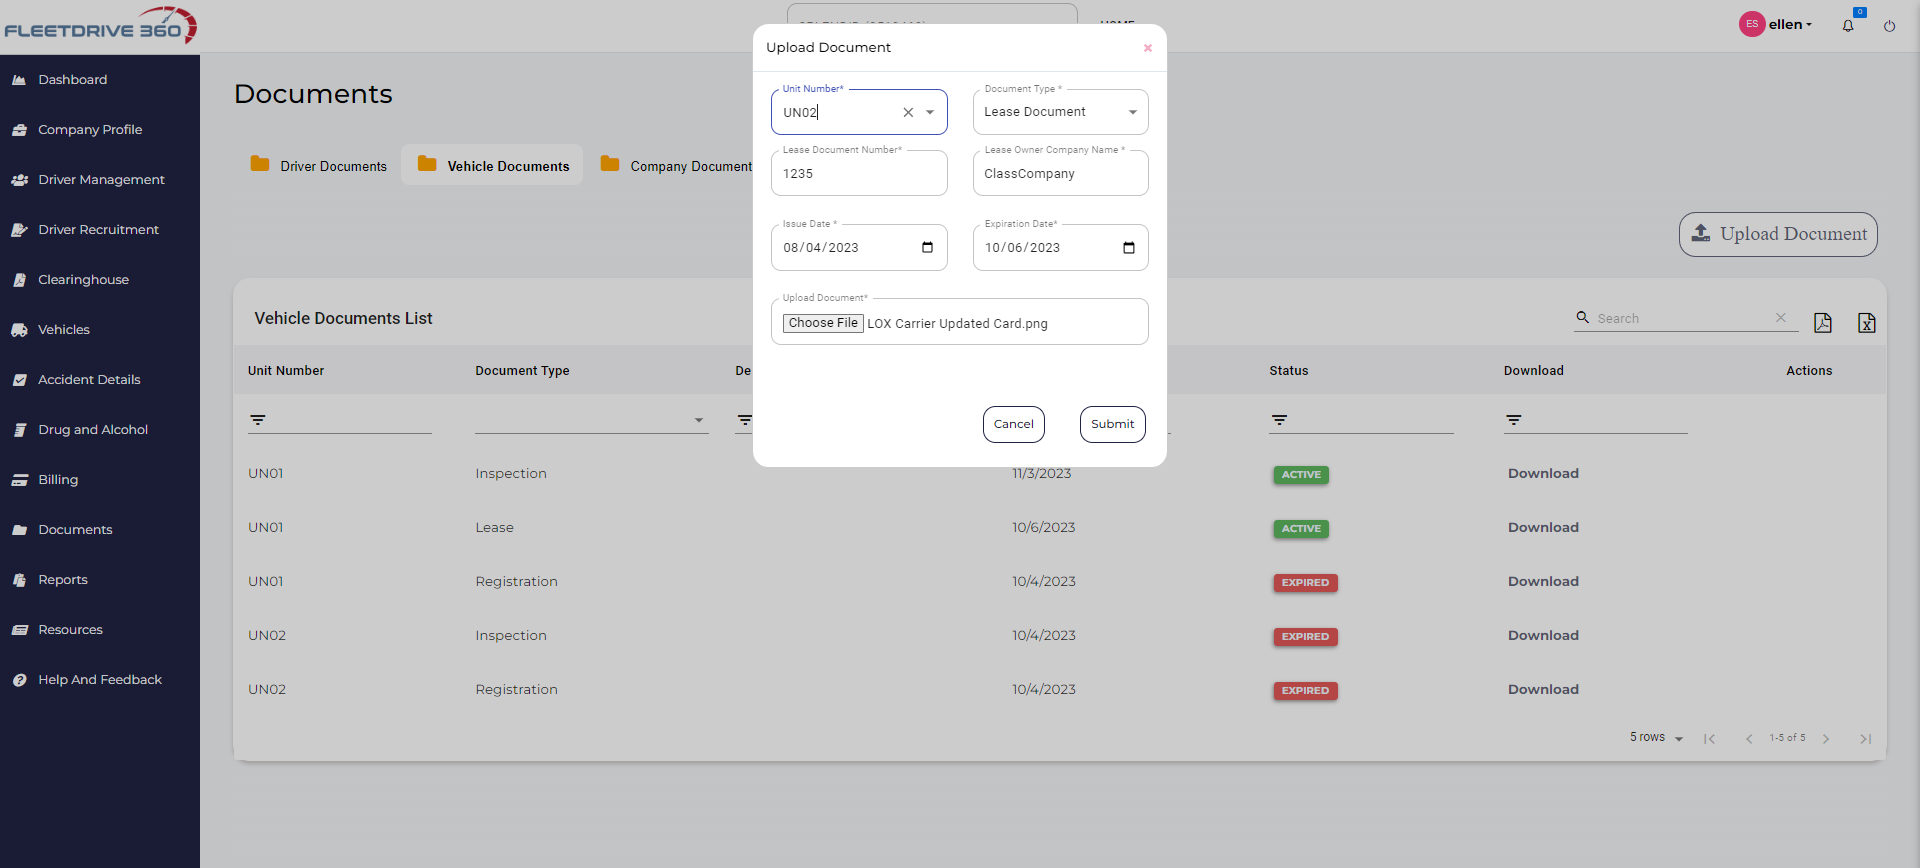 FLEETDRIVE 360
HOME
ES ellen
0
Dashboard
Company Profile
Driver Management
Driver Recruitment
Clearinghouse
Vehicles
Accident Details
Drug and Alcohol
Billing
Documents
Reports
Resources
Help And Feedback
Documents
Driver Documents
Vehicle Documents
Company Document
Upload Document
Upload Document
×
Unit Number*
UN02
Document Type *
Lease Document
Lease Document Number*
1235
Lease Owner Company Name *
ClassCompany
Issue Date *
08/04/2023
Expiration Date*
10/06/2023
Upload Document*
Choose File LOX Carrier Updated Card.png
Cancel
Submit
Vehicle Documents List
Search
Unit Number Document Type De Status Download Actions
UN01 Inspection 11/3/2023 ACTIVE Download
UN01 Lease 10/6/2023 ACTIVE Download
UN01 Registration 10/4/2023 EXPIRED Download
UN02 Inspection 10/4/2023 EXPIRED Download
UN02 Registration 10/4/2023 EXPIRED Download
5 rows 1-5 of 5